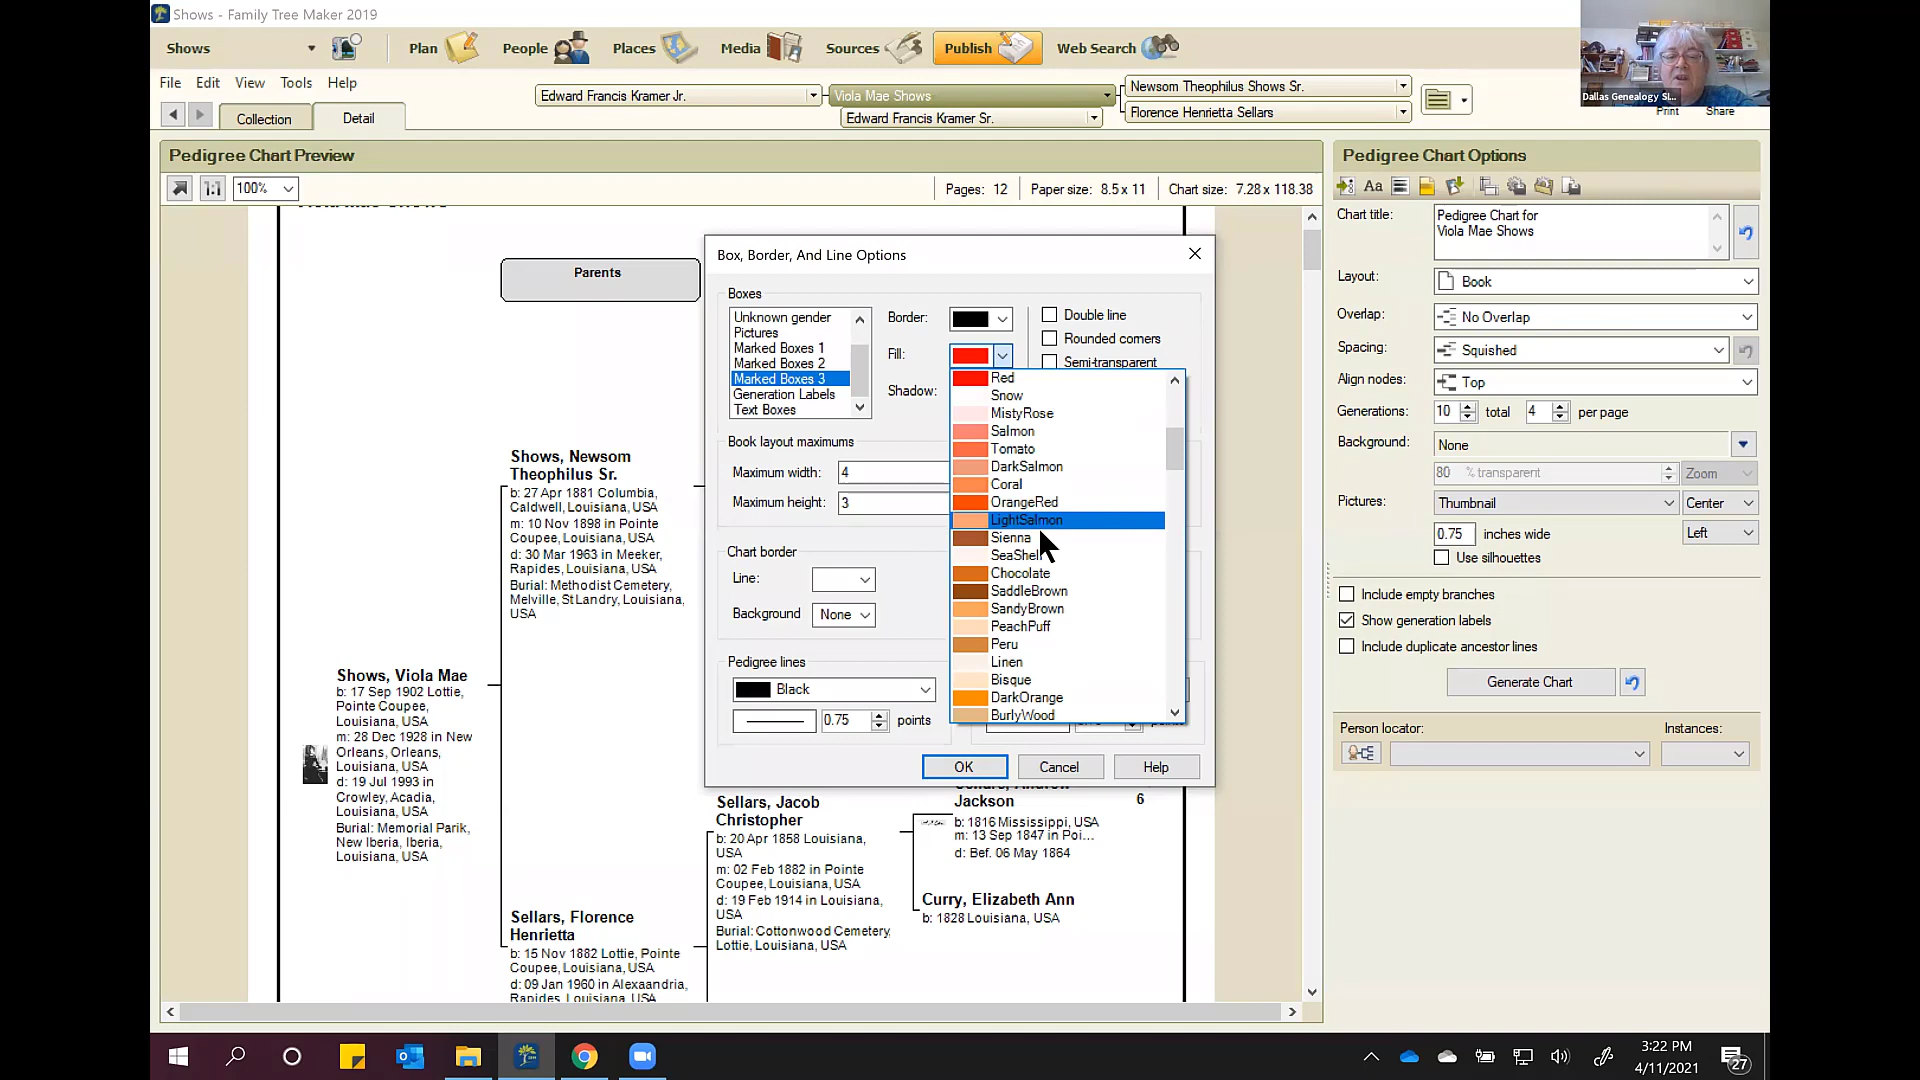 Shows - Family Tree Maker 2019
Shows
Plan
People
Places
Media
Sources
Publish
Web Search
File Edit View Tools Help
Edward Francis Kramer Jr.
Viola Mae Shows
Edward Francis Kramer Sr.
Newsom Theophilus Shows Sr.
Florence Henrietta Sellars
Dallas Genealogy Si...
Print
Share
Collection
Detail
Pedigree Chart Preview
1:1
100%
Pages: 12
Paper size: 8.5 x 11
Chart size: 7.28 x 118.38
Parents
Shows, Newsom
Theophilus Sr.
b: 27 Apr 1881 Columbia,
Caldwell, Louisiana, USA
m: 10 Nov 1898 in Pointe
Coupee, Louisiana, USA
d: 30 Mar 1963 in Meeker,
Rapides, Louisiana, USA
Burial: Methodist Cemetery,
Melville, St Landry, Louisiana,
USA
Shows, Viola Mae
b: 17 Sep 1902 Lottie,
Pointe Coupee,
Louisiana, USA
m: 28 Dec 1928 in New
Orleans, Orleans,
Louisiana, USA
d: 19 Jul 1993 in
Crowley, Acadia,
Louisiana, USA
Burial: Memorial Parik,
New Iberia, Iberia,
Louisiana, USA
Sellars, Florence
Henrietta
b: 15 Nov 1882 Lottie, Pointe
Coupee, Louisiana, USA
d: 09 Jan 1960 in Alexaandria,
Rapides, Louisiana, USA
Sellars, Jacob
Christopher
b: 20 Apr 1858 Louisiana,
USA
m: 02 Feb 1882 in Pointe
Coupee, Louisiana, USA
d: 19 Feb 1914 in Louisiana,
USA
Burial: Cottonwood Cemetery,
Lottie, Louisiana, USA
Sellars, Andrew
Jackson
6
b: 1816 Mississippi, USA
m: 13 Sep 1847 in Poi...
d: Bef. 06 May 1864
Curry, Elizabeth Ann
b: 1828 Louisiana, USA
Box, Border, And Line Options
Boxes
Unknown gender
Pictures
Marked Boxes 1
Marked Boxes 2
Marked Boxes 3
Generation Labels
Text Boxes
Border:
Fill:
Shadow:
Double line
Rounded corners
Semi-transparent
Red
Snow
MistyRose
Salmon
Tomato
DarkSalmon
Coral
OrangeRed
LightSalmon
Sienna
SeaShell
Chocolate
SaddleBrown
SandyBrown
PeachPuff
Peru
Linen
Bisque
DarkOrange
BurlyWood
Book layout maximums
Maximum width: 4
Maximum height: 3
Chart border
Line:
Background None
Pedigree lines
Black
0.75 points
OK
Cancel
Help
Pedigree Chart Options
Aa
Chart title:
Pedigree Chart for
Viola Mae Shows
Layout: Book
Overlap: No Overlap
Spacing: Squished
Align nodes: Top
Generations: 10 total 4 per page
Background: None
80 % transparent Zoom
Pictures: Thumbnail Center
0.75 inches wide Left
Use silhouettes
Include empty branches
Show generation labels
Include duplicate ancestor lines
Generate Chart
Person locator:
Instances:
3:22 PM
4/11/2021
27